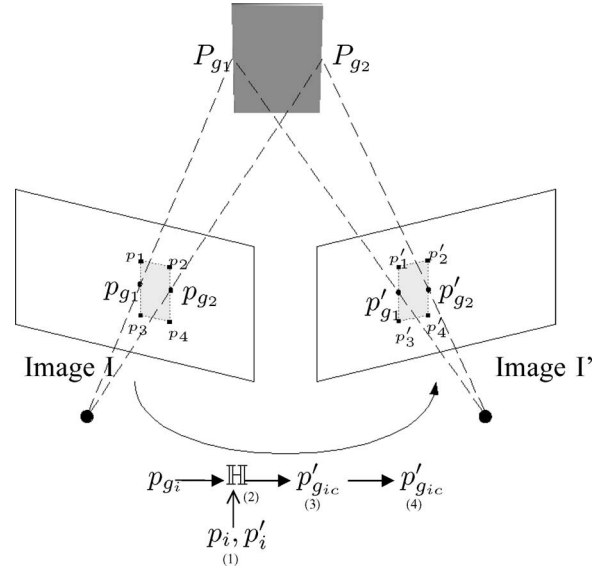 P_{g_1} P_{g_2}
p_1 p_2 p'_1 p'_2
p_{g_1} p_{g_2} p'_{g_1} p'_{g_2}
p_3 p_4 p'_3 p'_4
Image I Image I’
p_{g_i} ℍ p'_{g_{ic}} p'_{g_{ic}}
(2) (3) (4)
p_i, p'_i
(1)